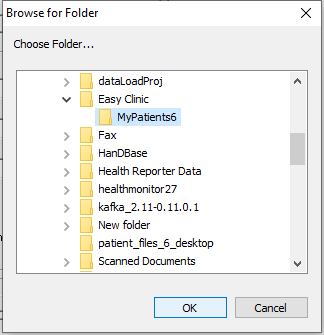 Browse for Folder
Choose Folder...
dataLoadProj
Easy Clinic
MyPatients6
Fax
HanDBase
Health Reporter Data
healthmonitor27
kafka_2.11-0.11.0.1
New folder
patient_files_6_desktop
Scanned Documents
OK
Cancel